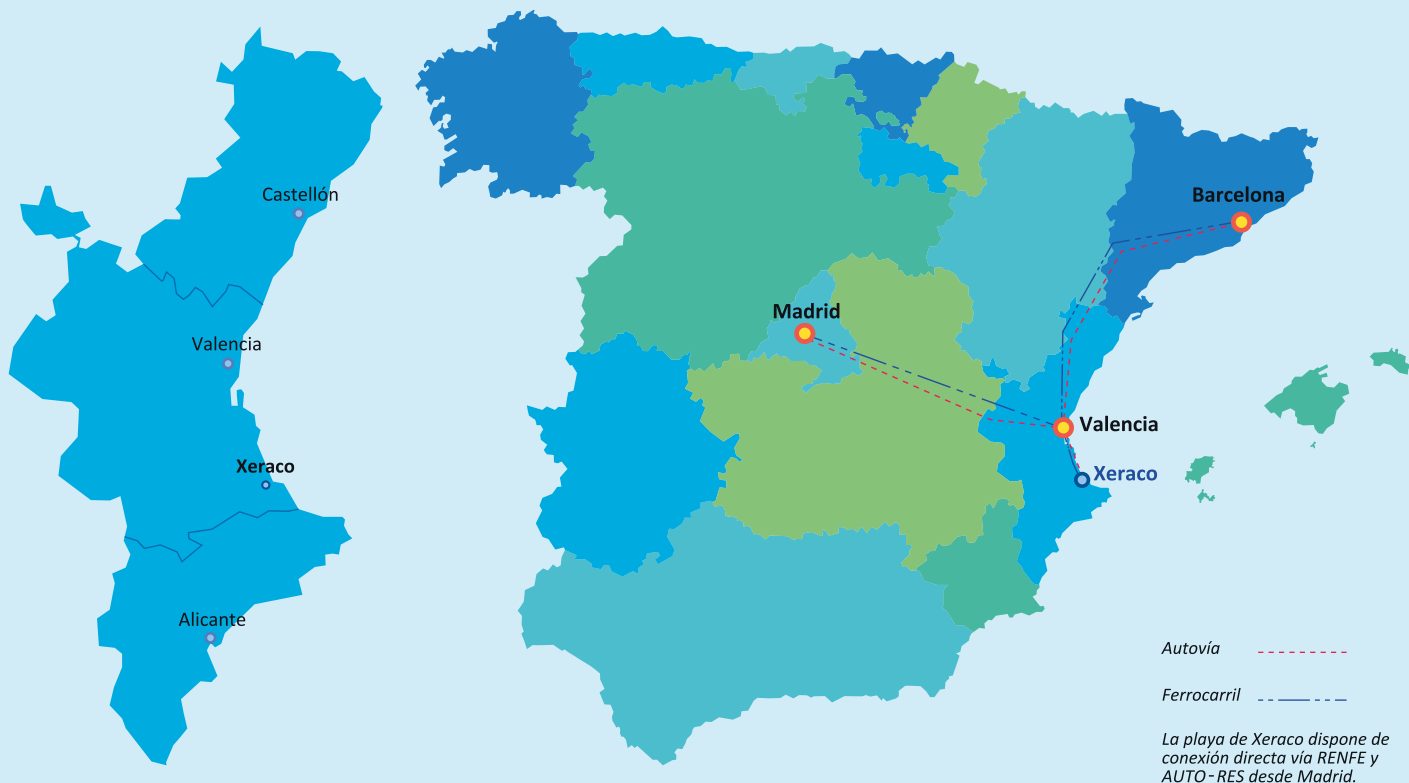 Castellón
Valencia
Xeraco
Alicante
Barcelona
Madrid
Valencia
Xeraco
Autovía
Ferrocarril
La playa de Xeraco dispone de
conexión directa vía RENFE y
AUTO-RES desde Madrid.